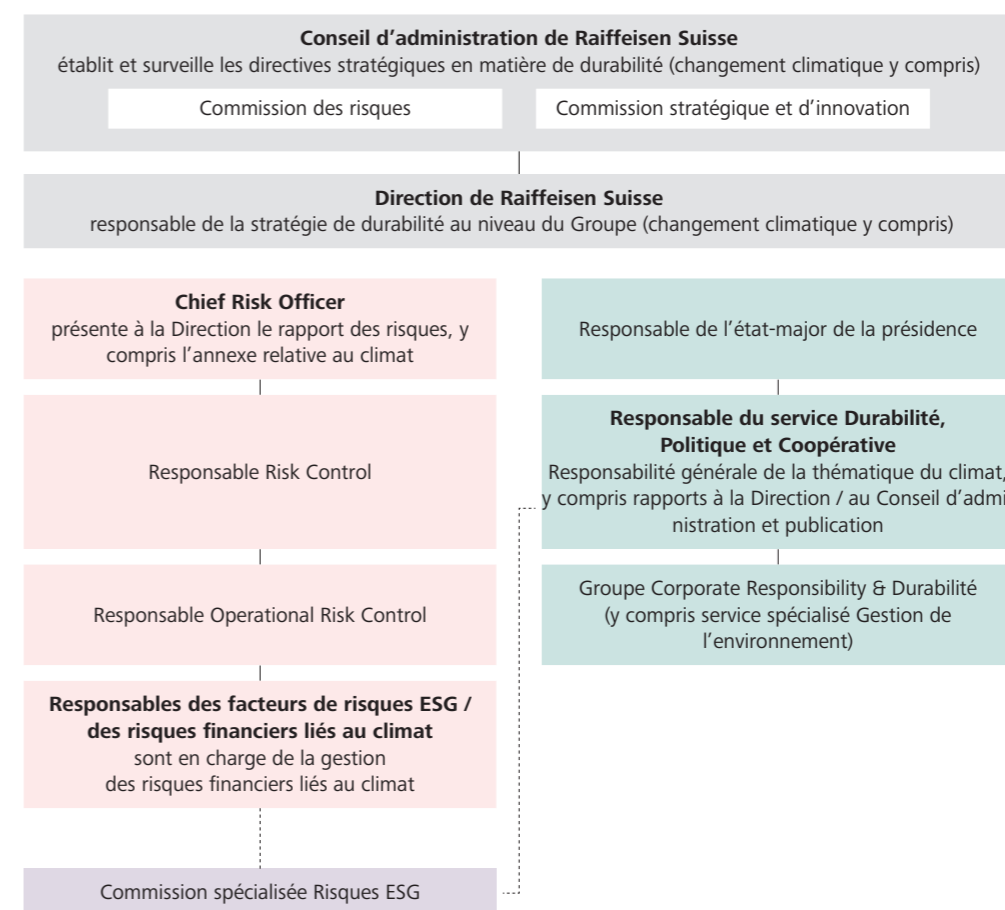 Conseil d’administration de Raiffeisen Suisse
établit et surveille les directives stratégiques en matière de durabilité (changement climatique y compris)
Commission des risques
Commission stratégique et d’innovation
Direction de Raiffeisen Suisse
responsable de la stratégie de durabilité au niveau du Groupe (changement climatique y compris)
Chief Risk Officer
présente à la Direction le rapport des risques, y
compris l’annexe relative au climat
Responsable Risk Control
Responsable Operational Risk Control
Responsables des facteurs de risques ESG /
des risques financiers liés au climat
sont en charge de la gestion
des risques financiers liés au climat
Commission spécialisée Risques ESG
Responsable de l’état-major de la présidence
Responsable du service Durabilité,
Politique et Coopérative
Responsabilité générale de la thématique du climat,
y compris rapports à la Direction / au Conseil d’admi
nistration et publication
Groupe Corporate Responsibility & Durabilité
(y compris service spécialisé Gestion de
l’environnement)